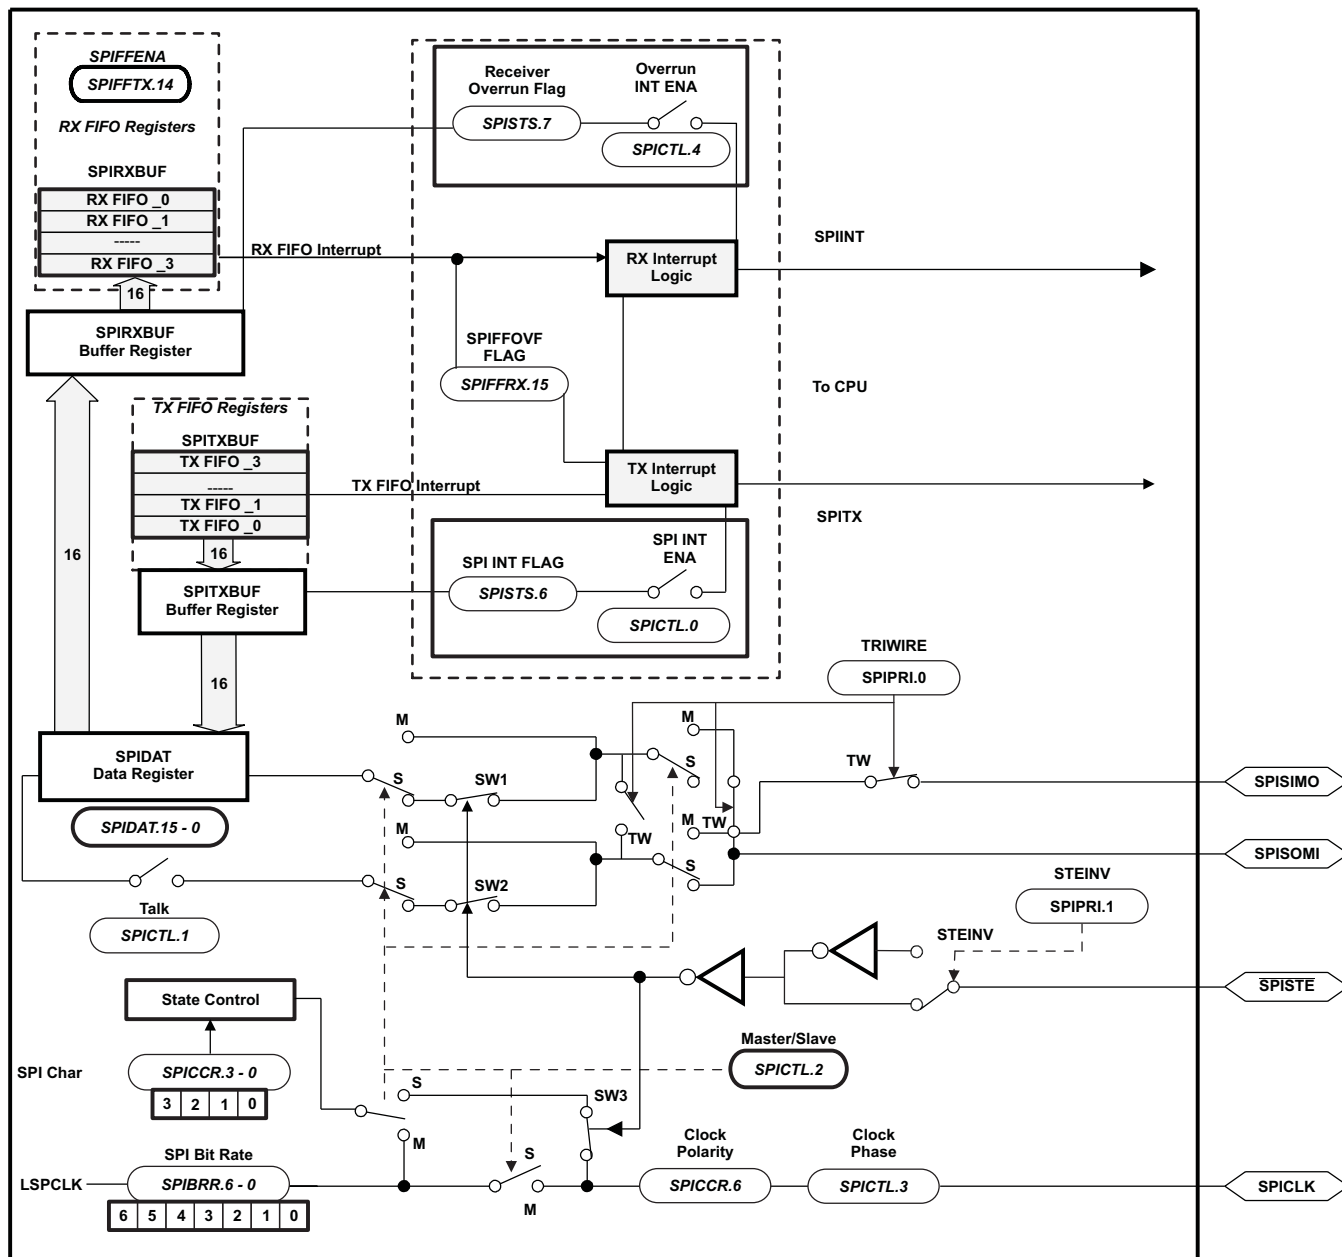 SPIFFENA
SPIFFTX.14
RX FIFO Registers
SPIRXBUF
RX FIFO _0
RX FIFO _1
-----
RX FIFO _3
16
SPIRXBUF
Buffer Register
Receiver
Overrun Flag
SPISTS.7
Overrun
INT ENA
SPICTL.4
RX FIFO Interrupt
RX Interrupt
Logic
SPIINT
SPIFFOVF
FLAG
SPIFFRX.15
To CPU
TX FIFO Registers
SPITXBUF
TX FIFO _3
-----
TX FIFO _1
TX FIFO _0
16
TX FIFO Interrupt
TX Interrupt
Logic
SPITX
16
SPITXBUF
Buffer Register
SPI INT FLAG
SPISTS.6
SPI INT
ENA
SPICTL.0
16
TRIWIRE
SPIPRI.0
SPIDAT
Data Register
SPIDAT.15 - 0
M
S
SW1
M
S
TW
SPISIMO
M
TW
TW
M
S
SW2
S
SPISOMI
Talk
SPICTL.1
STEINV
SPIPRI.1
STEINV
SPISTE
State Control
Master/Slave
SPICTL.2
SPI Char
SPICCR.3 - 0
3 2 1 0
S
SW3
M
Clock
Polarity
Clock
Phase
SPI Bit Rate
LSPCLK
SPIBRR.6 - 0
6 5 4 3 2 1 0
S
M
SPICCR.6
SPICTL.3
SPICLK